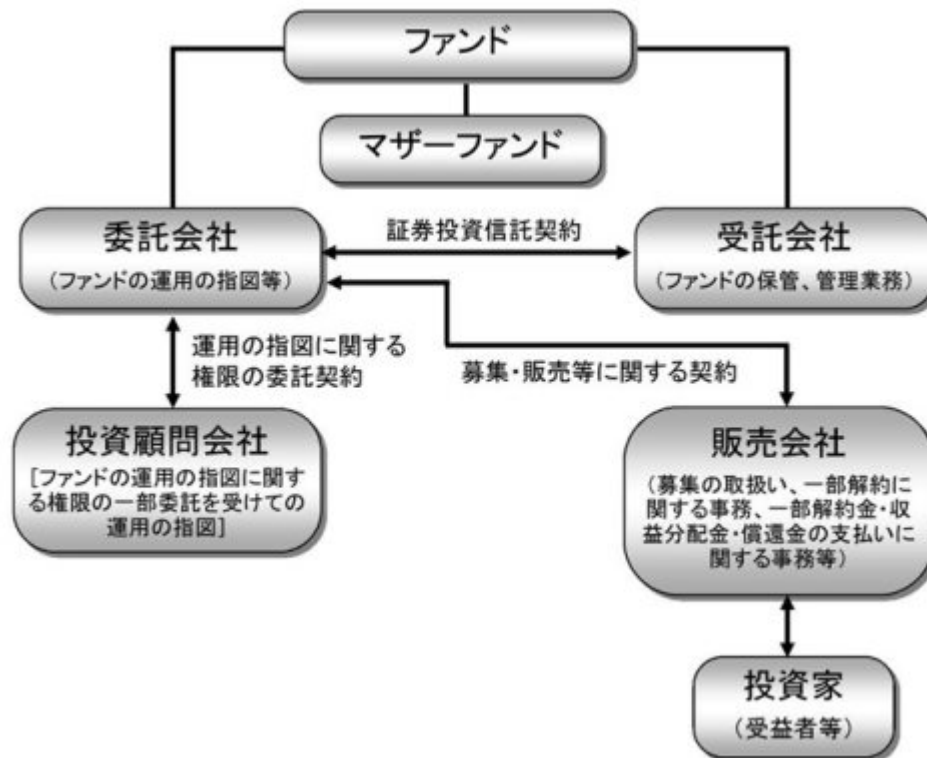 ファンド
マザーファンド
委託会社
(ファンドの運用の指図等)
証券投資信託契約
受託会社
(ファンドの保管、管理業務)
運用の指図に関する
権限の委託契約
募集・販売等に関する契約
投資顧問会社
[ファンドの運用の指図に関す
る権限の一部委託を受けての
運用の指図]
販売会社
(募集の取扱い、一部解約に
関する事務、一部解約金・収
益分配金・償還金の支払いに
関する事務等)
投資家
(受益者等)